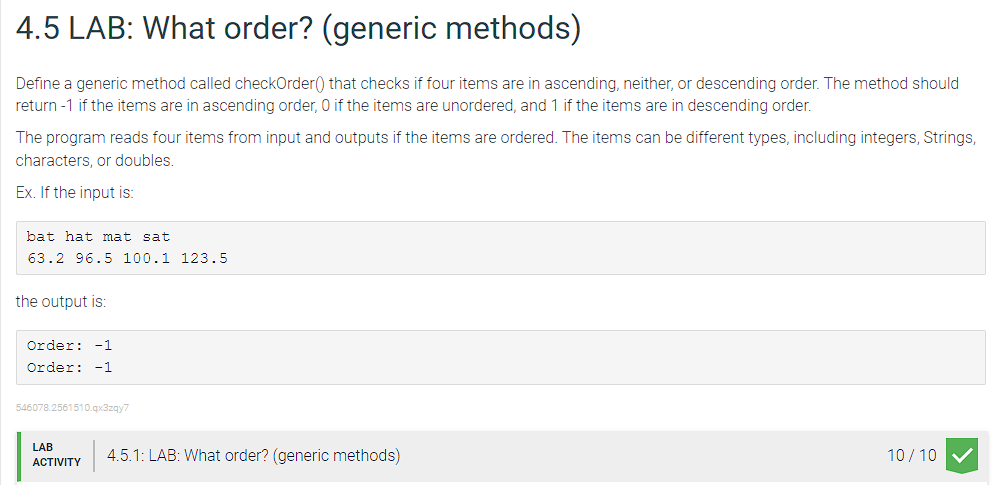 4.5 LAB: What order? (generic methods)
Define a generic method called checkOrder() that checks if four items are in ascending, neither, or descending order. The method should
return -1 if the items are in ascending order, 0 if the items are unordered, and 1 if the items are in descending order.
The program reads four items from input and outputs if the items are ordered. The items can be different types, including integers, Strings,
characters, or doubles.
Ex. If the input is:
bat hat mat sat
63.2 96.5 100.1 123.5
the output is:
Order: -1
Order: -1
546078.2561510.qx3zqy7
LAB
ACTIVITY
4.5.1: LAB: What order? (generic methods)
10 / 10